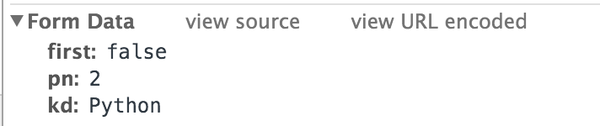 ▼Form Data view source view URL encoded
first: false
pn: 2
kd: Python